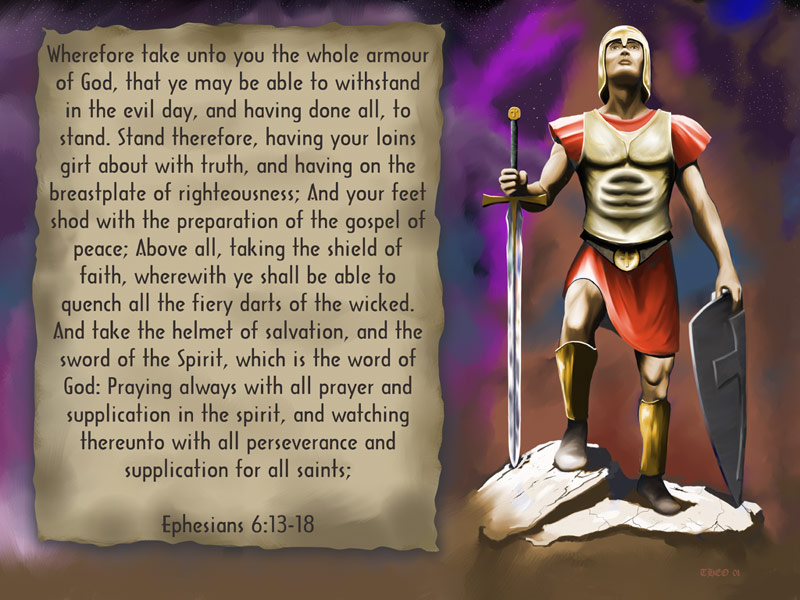 Wherefore take unto you the whole armour
of God, that ye may be able to withstand
in the evil day, and having done all, to
stand. Stand therefore, having your loins
girt about with truth, and having on the
breastplate of righteousness; And your feet
shod with the preparation of the gospel of
peace; Above all, taking the shield of
faith, wherewith ye shall be able to
quench all the fiery darts of the wicked.
And take the helmet of salvation, and the
sword of the Spirit, which is the word of
God: Praying always with all prayer and
supplication in the spirit, and watching
thereunto with all perseverance and
supplication for all saints;
Ephesians 6:13-18
THEO 01